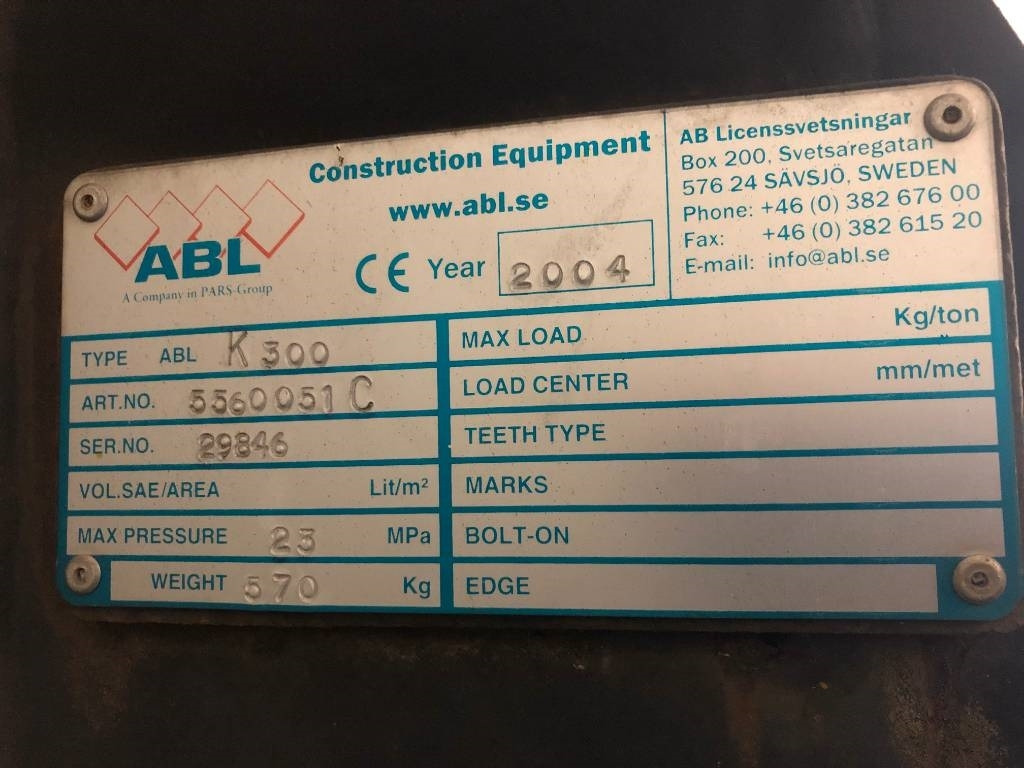 ABL
A Company in PARS-Group
Construction Equipment
www.abl.se
CE Year 2004
AB Licenssvetsningar
Box 200, Svetsaregatan
576 24 SÄVSJÖ, SWEDEN
Phone: +46 (0) 382 676 00
Fax: +46 (0) 382 615 20
E-mail: info@abl.se
TYPE ABL K 300
ART.NO. 5560051 C
SER.NO. 29846
VOL.SAE/AREA Lit/m²
MAX PRESSURE 23 MPa
WEIGHT 570 Kg
MAX LOAD Kg/ton
LOAD CENTER mm/met
TEETH TYPE
MARKS
BOLT-ON
EDGE